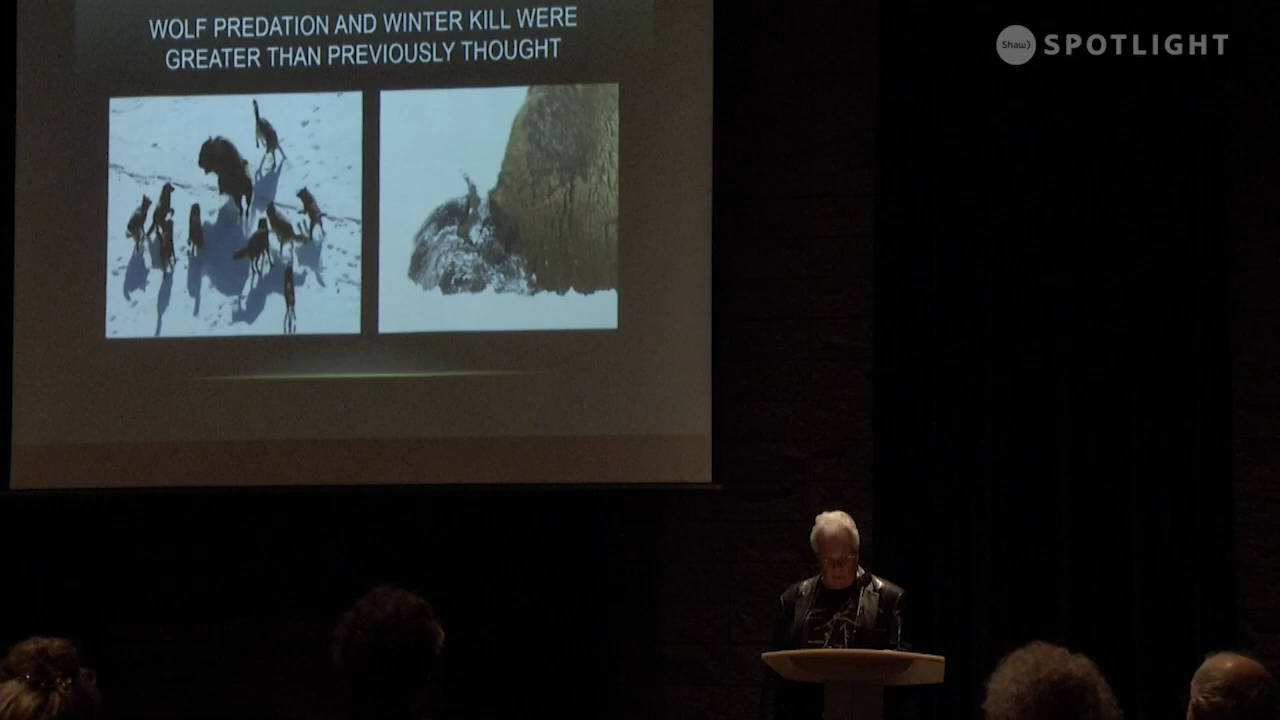 WOLF PREDATION AND WINTER KILL WERE
GREATER THAN PREVIOUSLY THOUGHT
Shaw) SPOTLIGHT